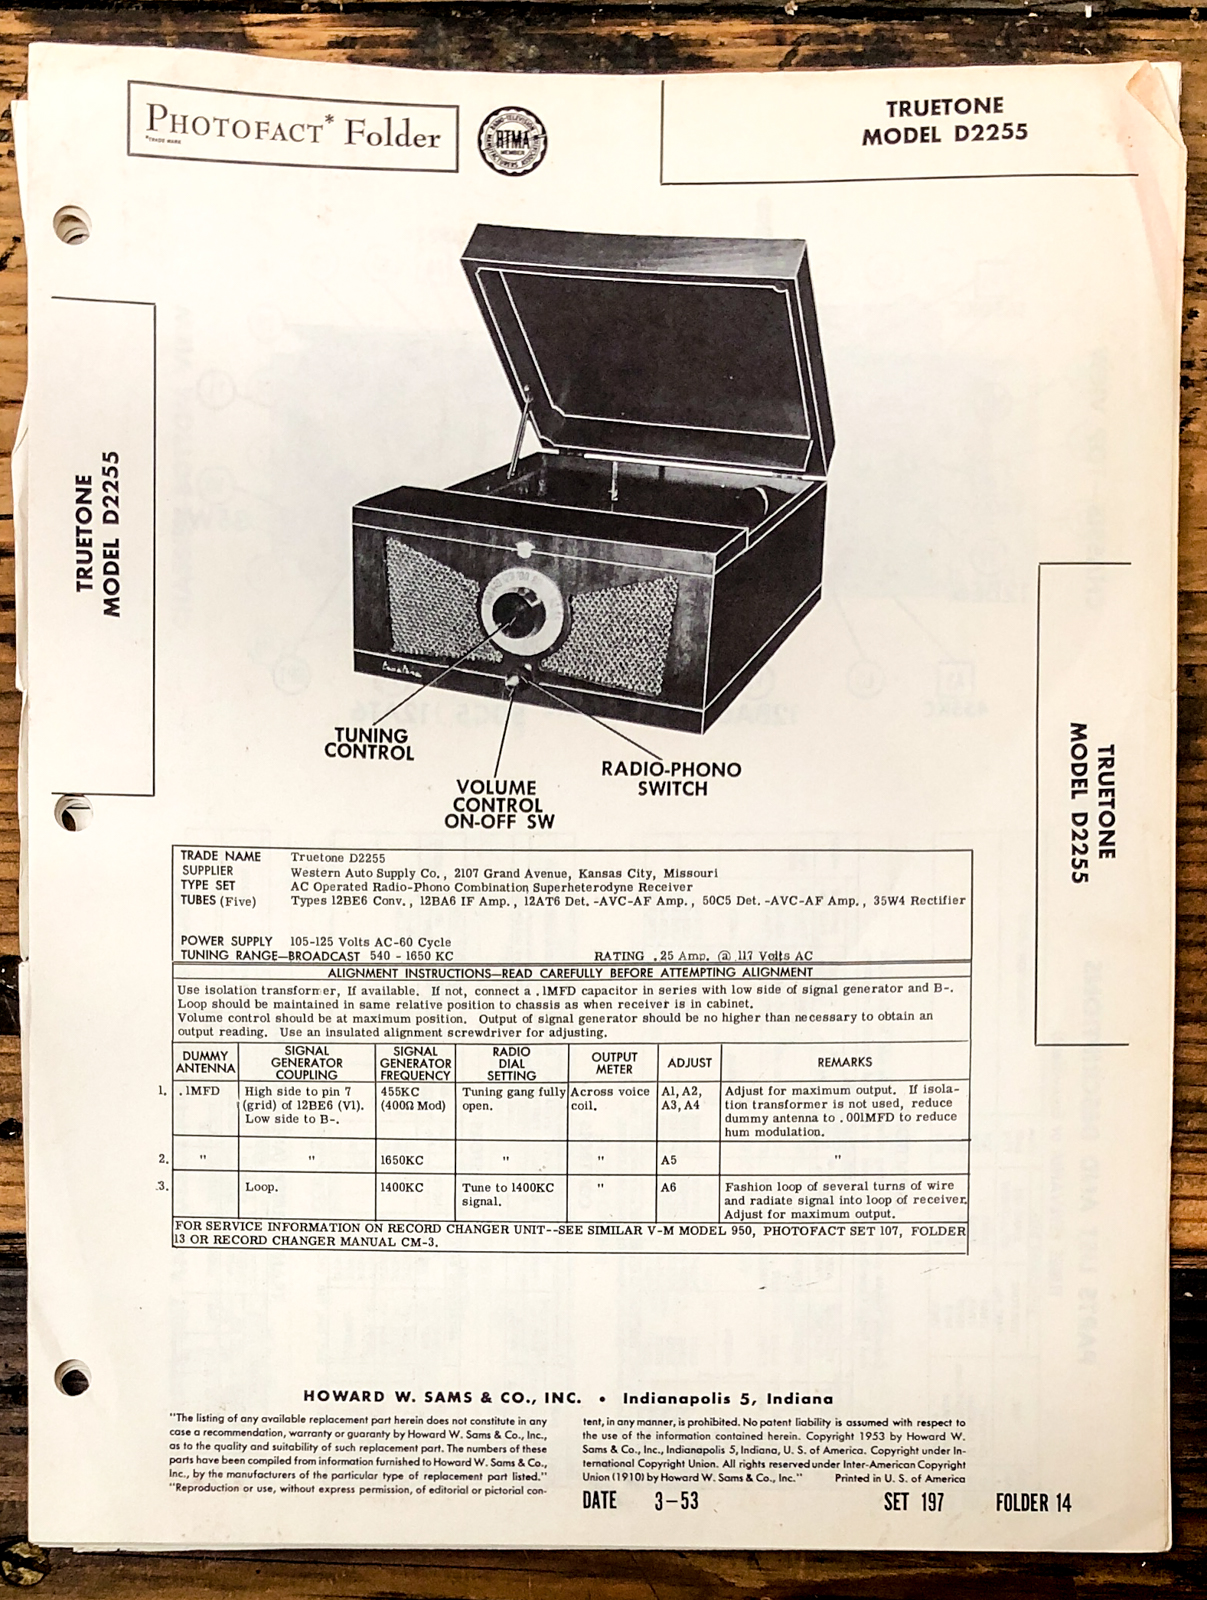 PHOTOFACT* Folder
*TRADE MARK
RADIO-TELEVISION
RTMA
MEMBER
MANUFACTURERS ASSOCIATION
TRUETONE
MODEL D2255
TRUETONE
MODEL D2255
TRUETONE
MODEL D2255
TUNING
CONTROL
VOLUME
CONTROL
ON-OFF SW
RADIO-PHONO
SWITCH
TRADE NAME Truetone D2255
SUPPLIER Western Auto Supply Co., 2107 Grand Avenue, Kansas City, Missouri
TYPE SET AC Operated Radio-Phono Combination Superheterodyne Receiver
TUBES (Five) Types 12BE6 Conv., 12BA6 IF Amp., 12AT6 Det.-AVC-AF Amp., 50C5 Det.-AVC-AF Amp., 35W4 Rectifier
POWER SUPPLY 105-125 Volts AC-60 Cycle
TUNING RANGE—BROADCAST 540 - 1650 KC RATING .25 Amp. @ 117 Volts AC
ALIGNMENT INSTRUCTIONS—READ CAREFULLY BEFORE ATTEMPTING ALIGNMENT
Use isolation transformer, If available. If not, connect a .1MFD capacitor in series with low side of signal generator and B-.
Loop should be maintained in same relative position to chassis as when receiver is in cabinet.
Volume control should be at maximum position. Output of signal generator should be no higher than necessary to obtain an
output reading. Use an insulated alignment screwdriver for adjusting.
DUMMY ANTENNA SIGNAL GENERATOR COUPLING SIGNAL GENERATOR FREQUENCY RADIO DIAL SETTING OUTPUT METER ADJUST REMARKS
1. .1MFD High side to pin 7 455KC Tuning gang fully Across voice A1, A2, Adjust for maximum output. If isola-
(grid) of 12BE6 (V1). (400Ω Mod) open. coil. A3, A4 tion transformer is not used, reduce
Low side to B-. dummy antenna to .001MFD to reduce
hum modulation.
2. " " 1650KC " " A5 "
3. Loop. 1400KC Tune to 1400KC " A6 Fashion loop of several turns of wire
signal. and radiate signal into loop of receiver.
Adjust for maximum output.
FOR SERVICE INFORMATION ON RECORD CHANGER UNIT--SEE SIMILAR V-M MODEL 950, PHOTOFACT SET 107, FOLDER
13 OR RECORD CHANGER MANUAL CM-3.
HOWARD W. SAMS & CO., INC. • Indianapolis 5, Indiana
"The listing of any available replacement part herein does not constitute in any
case a recommendation, warranty or guaranty by Howard W. Sams & Co., Inc.,
as to the quality and suitability of such replacement part. The numbers of these
parts have been compiled from information furnished to Howard W. Sams & Co.,
Inc., by the manufacturers of the particular type of replacement part listed."
"Reproduction or use, without express permission, of editorial or pictorial con-
tent, in any manner, is prohibited. No patent liability is assumed with respect to
the use of the information contained herein. Copyright 1953 by Howard W.
Sams & Co., Inc., Indianapolis 5, Indiana, U. S. of America. Copyright under In-
ternational Copyright Union. All rights reserved under Inter-American Copyright
Union (1910) by Howard W. Sams & Co., Inc." Printed in U. S. of America
DATE 3-53 SET 197 FOLDER 14